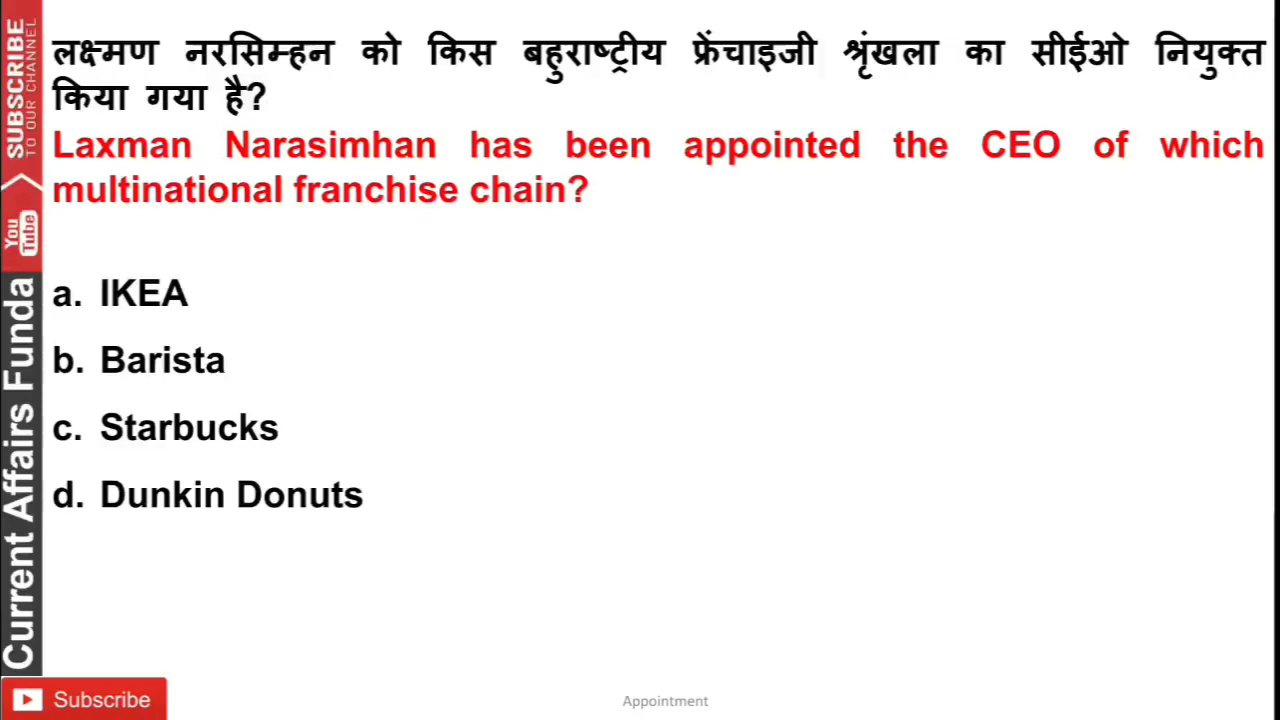 लक्ष्मण नरसिम्हन को किस बहुराष्ट्रीय फ्रेंचाइजी श्रृंखला का सीईओ नियुक्त
किया गया है?
Laxman Narasimhan has been appointed the CEO of which
multinational franchise chain?
a. IKEA
b. Barista
c. Starbucks
d. Dunkin Donuts
SUBSCRIBE
TO OUR CHANNEL
You
Tube
Current Affairs Funda
Subscribe
Appointment